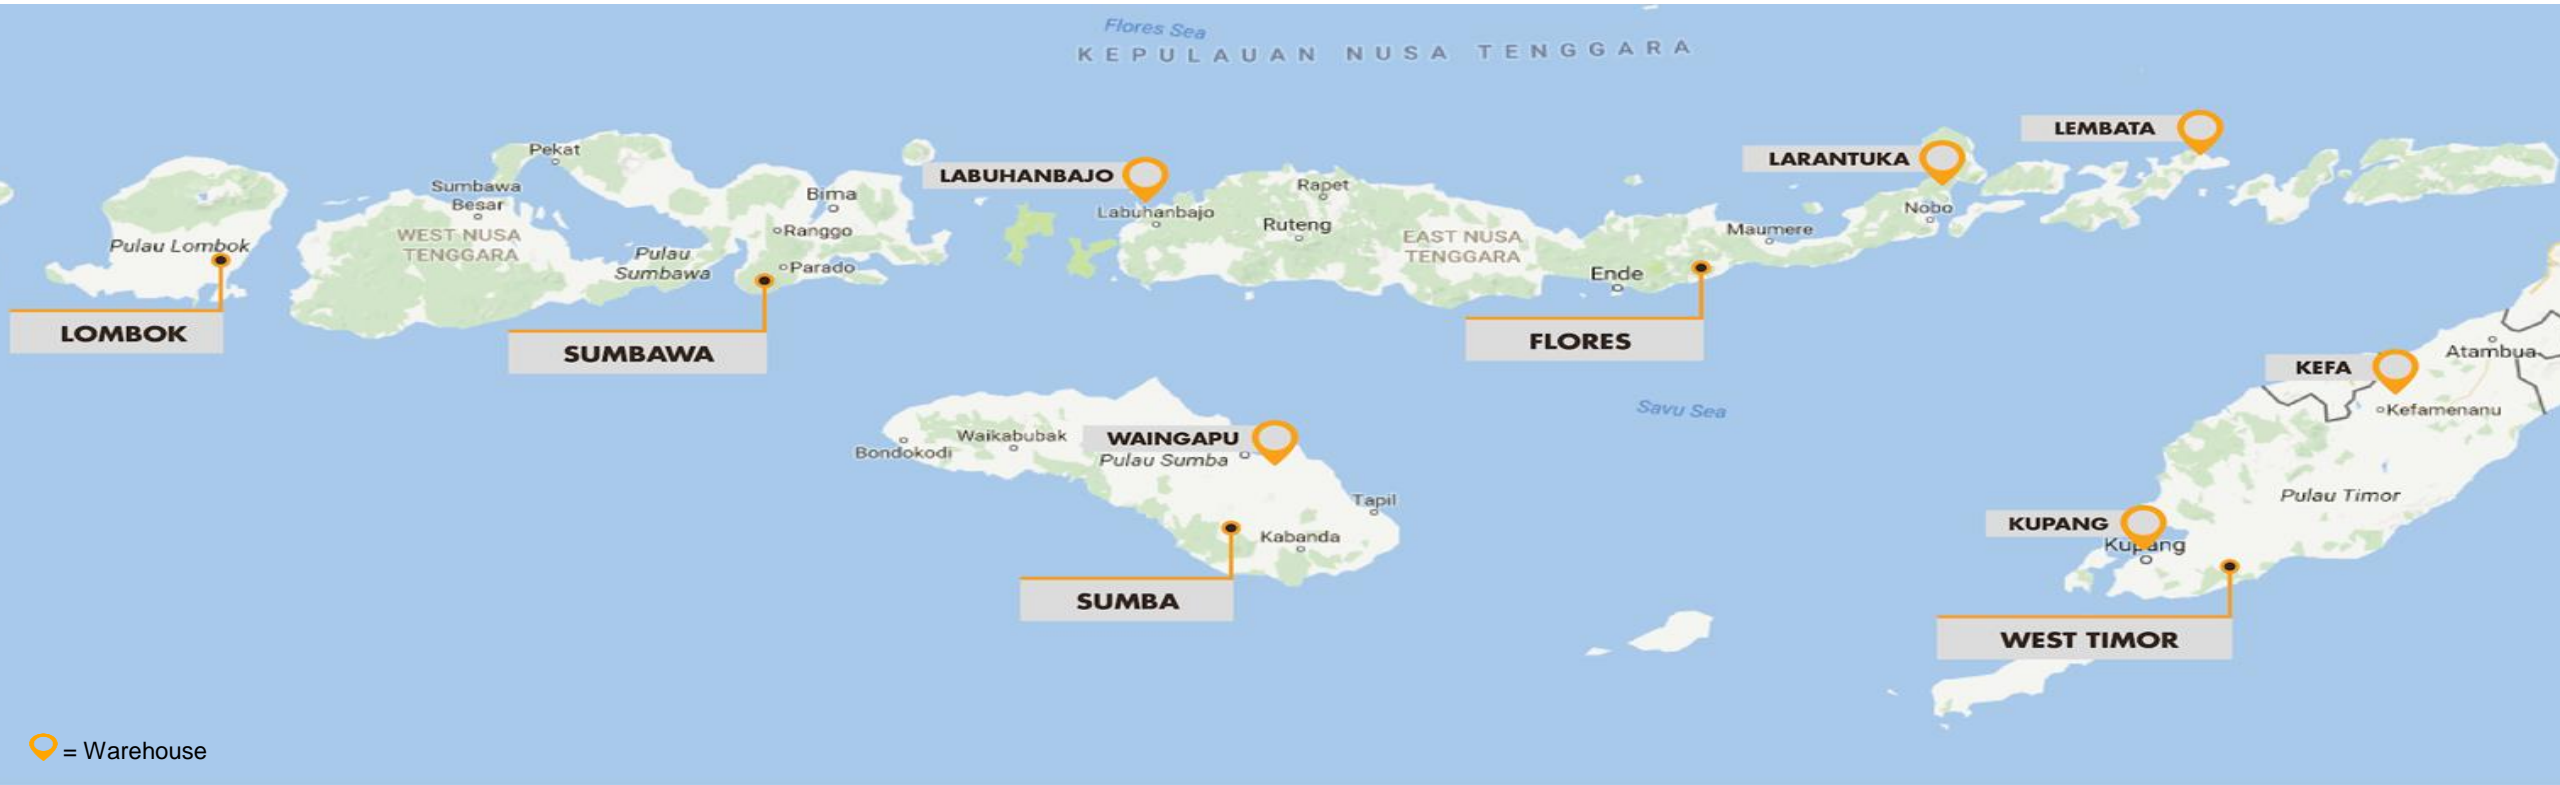 Flores Sea
KEPULAUAN NUSA TENGGARA
LEMBATA
LARANTUKA
Pekat
LABUHANBAJO
Sumbawa
Besar
Bima
Rapet
Labuhanbajo
Nobo
Ruteng
Ranggo
Maumere
WEST NUSA
TENGGARA
EAST NUSA
TENGGARA
Pulau Lombok
Pulau
Sumbawa
Parado
Ende
LOMBOK
SUMBAWA
FLORES
Atambua
KEFA
Kefamenanu
Savu Sea
Waikabubak
WAINGAPU
Bondokodi
Pulau Sumba
Tapil
Pulau Timor
KUPANG
Kupang
Kabanda
SUMBA
WEST TIMOR
= Warehouse